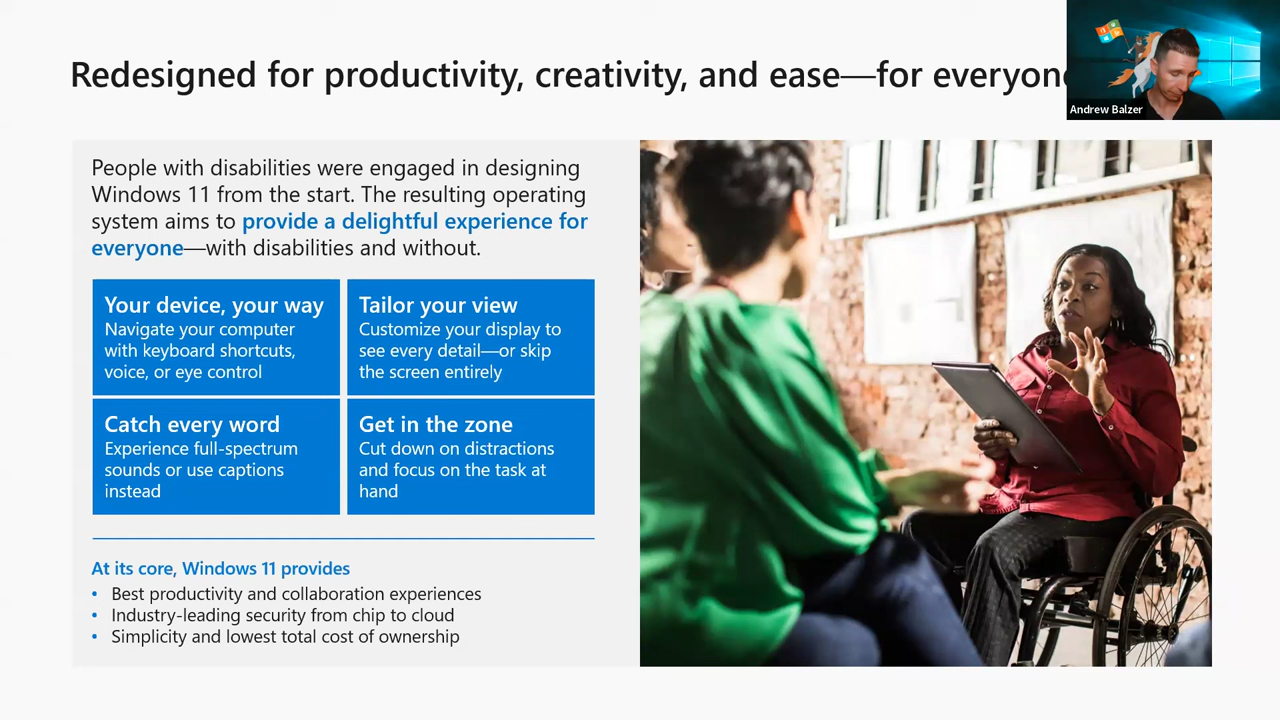 Redesigned for productivity, creativity, and ease—for everyone
Andrew Balzer
People with disabilities were engaged in designing
Windows 11 from the start. The resulting operating
system aims to provide a delightful experience for
everyone—with disabilities and without.
Your device, your way
Navigate your computer
with keyboard shortcuts,
voice, or eye control
Tailor your view
Customize your display to
see every detail—or skip
the screen entirely
Catch every word
Experience full-spectrum
sounds or use captions
instead
Get in the zone
Cut down on distractions
and focus on the task at
hand
At its core, Windows 11 provides
• Best productivity and collaboration experiences
• Industry-leading security from chip to cloud
• Simplicity and lowest total cost of ownership